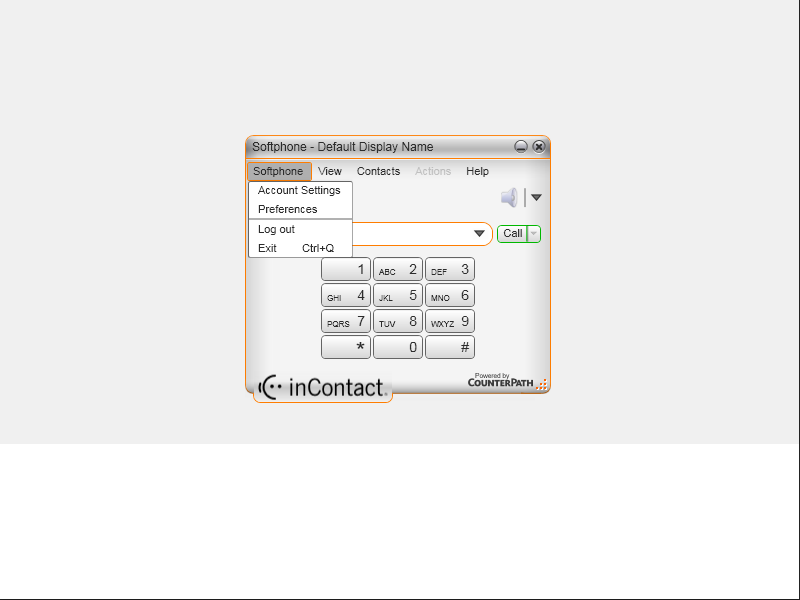 Softphone - Default Display Name
Softphone View Contacts Actions Help
Account Settings
Preferences
Log out
Exit Ctrl+Q
Call
1 ABC 2 DEF 3
GHI 4 JKL 5 MNO 6
PQRS 7 TUV 8 WXYZ 9
* 0 #
Powered by
COUNTERPATH
inContact.